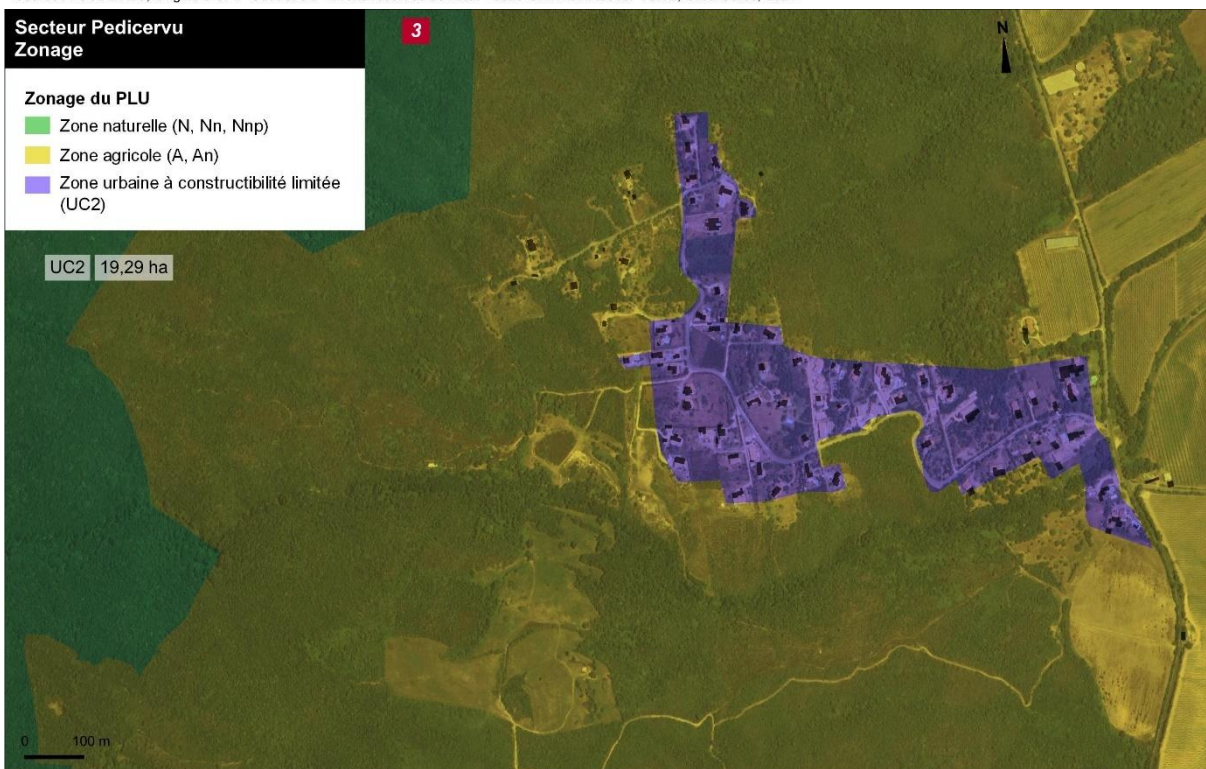 Secteur Pedicervu
Zonage
3
N
Zonage du PLU
Zone naturelle (N, Nn, Nnp)
Zone agricole (A, An)
Zone urbaine à constructibilité limitée
(UC2)
UC2 19,29 ha
0 100 m